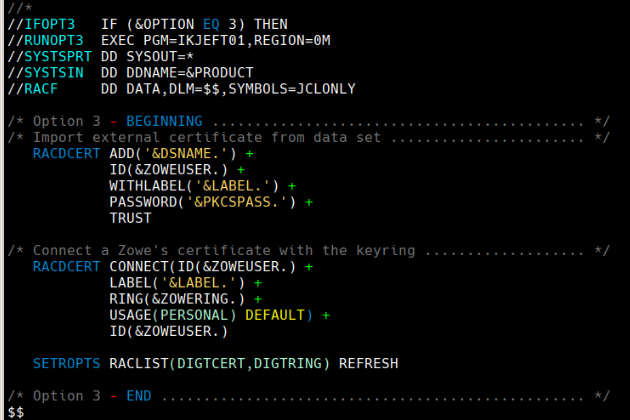 //*
//IFOPT3   IF (&OPTION EQ 3) THEN
//RUNOPT3  EXEC PGM=IKJEFT01,REGION=0M
//SYSTSPRT DD SYSOUT=*
//SYSTSIN  DD DDNAME=&PRODUCT
//RACF     DD DATA,DLM=$$,SYMBOLS=JCLONLY

/* Option 3 - BEGINNING ............................................ */
/* Import external certificate from data set ....................... */
   RACDCERT ADD('&DSNAME.') +
            ID(&ZOWEUSER.) +
            WITHLABEL('&LABEL.') +
            PASSWORD('&PKCSPASS.') +
            TRUST

/* Connect a Zowe's certificate with the keyring ................... */
   RACDCERT CONNECT(ID(&ZOWEUSER.) +
            LABEL('&LABEL.') +
            RING(&ZOWERING.) +
            USAGE(PERSONAL) DEFAULT) +
            ID(&ZOWEUSER.)

   SETROPTS RACLIST(DIGTCERT,DIGTRING) REFRESH

/* Option 3 - END .................................................. */
$$